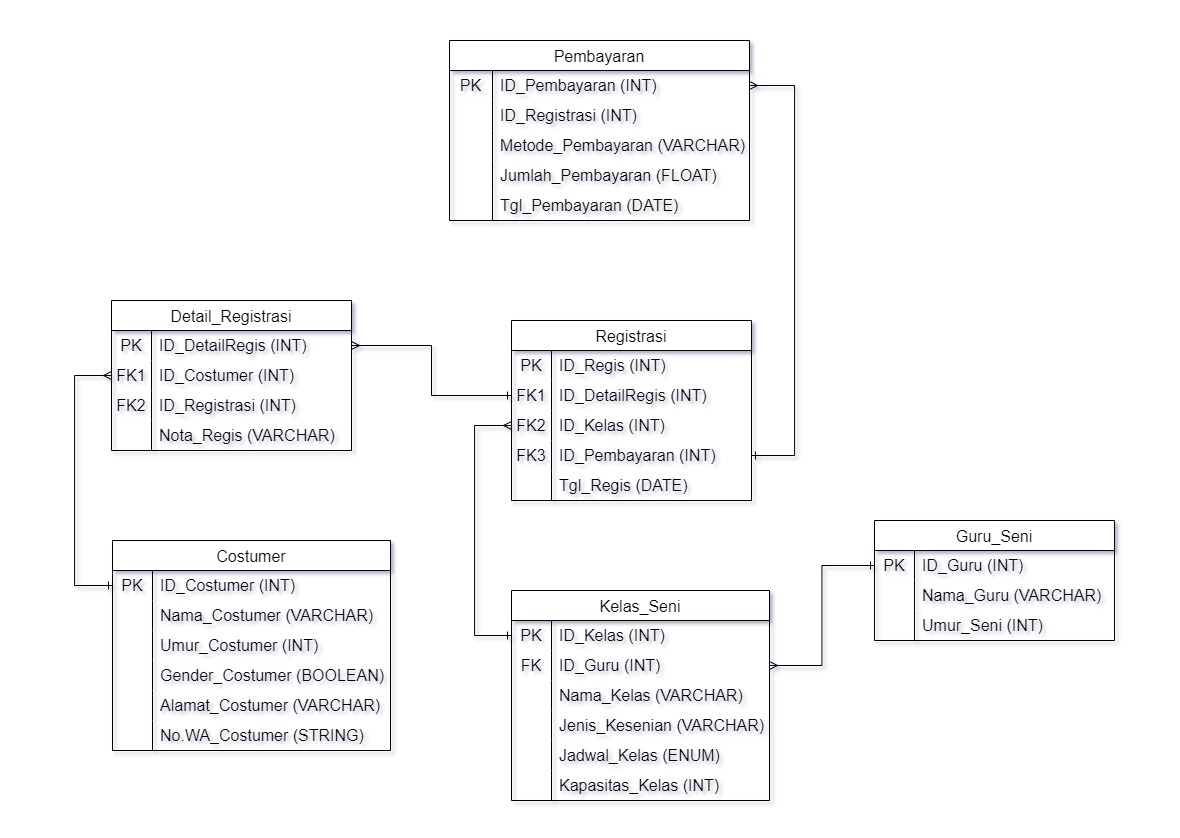 Pembayaran
PK ID_Pembayaran (INT)
ID_Registrasi (INT)
Metode_Pembayaran (VARCHAR)
Jumlah_Pembayaran (FLOAT)
Tgl_Pembayaran (DATE)
Detail_Registrasi
PK ID_DetailRegis (INT)
FK1 ID_Costumer (INT)
FK2 ID_Registrasi (INT)
Nota_Regis (VARCHAR)
Registrasi
PK ID_Regis (INT)
FK1 ID_DetailRegis (INT)
FK2 ID_Kelas (INT)
FK3 ID_Pembayaran (INT)
Tgl_Regis (DATE)
Costumer
PK ID_Costumer (INT)
Nama_Costumer (VARCHAR)
Umur_Costumer (INT)
Gender_Costumer (BOOLEAN)
Alamat_Costumer (VARCHAR)
No.WA_Costumer (STRING)
Kelas_Seni
PK ID_Kelas (INT)
FK ID_Guru (INT)
Nama_Kelas (VARCHAR)
Jenis_Kesenian (VARCHAR)
Jadwal_Kelas (ENUM)
Kapasitas_Kelas (INT)
Guru_Seni
PK ID_Guru (INT)
Nama_Guru (VARCHAR)
Umur_Seni (INT)